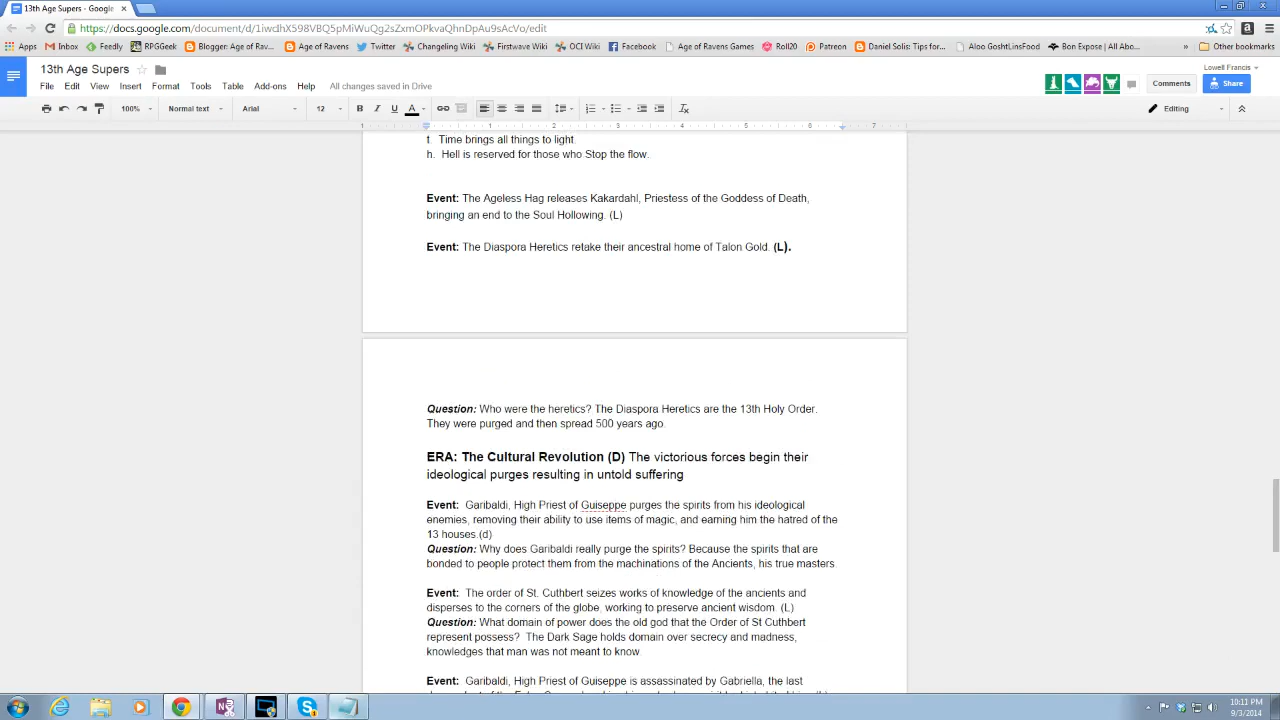 13th Age Supers - Google
https://docs.google.com/document/d/1iwcdhX598VBQ5pMiWuQg2sZxmOPkvaQhnDpAu9sAcVo/edit
Apps Inbox Feedly RPGGeek Blogger: Age of Rav... Age of Ravens Twitter Changeling Wiki Firstwave Wiki OCI Wiki Facebook Age of Ravens Games Roll20 Patreon Daniel Solis: Tips for... Aloo GoshtLinsFood Bon Expose | All Abo... » Other bookmarks
13th Age Supers
Lowell Francis
File Edit View Insert Format Tools Table Add-ons Help All changes saved in Drive
Comments Share
100% Normal text Arial 12 B I U A Editing
1 1 2 3 4 5 6 7
t. Time brings all things to light.
h. Hell is reserved for those who Stop the flow.
Event: The Ageless Hag releases Kakardahl, Priestess of the Goddess of Death,
bringing an end to the Soul Hollowing. (L)
Event: The Diaspora Heretics retake their ancestral home of Talon Gold. (L).
Question: Who were the heretics? The Diaspora Heretics are the 13th Holy Order.
They were purged and then spread 500 years ago.
ERA: The Cultural Revolution (D) The victorious forces begin their
ideological purges resulting in untold suffering
Event: Garibaldi, High Priest of Guiseppe purges the spirits from his ideological
enemies, removing their ability to use items of magic, and earning him the hatred of the
13 houses.(d)
Question: Why does Garibaldi really purge the spirits? Because the spirits that are
bonded to people protect them from the machinations of the Ancients, his true masters.
Event: The order of St. Cuthbert seizes works of knowledge of the ancients and
disperses to the corners of the globe, working to preserve ancient wisdom. (L)
Question: What domain of power does the old god that the Order of St Cuthbert
represent possess? The Dark Sage holds domain over secrecy and madness,
knowledges that man was not meant to know.
Event: Garibaldi, High Priest of Guiseppe is assassinated by Gabriella, the last
10:11 PM
9/3/2014